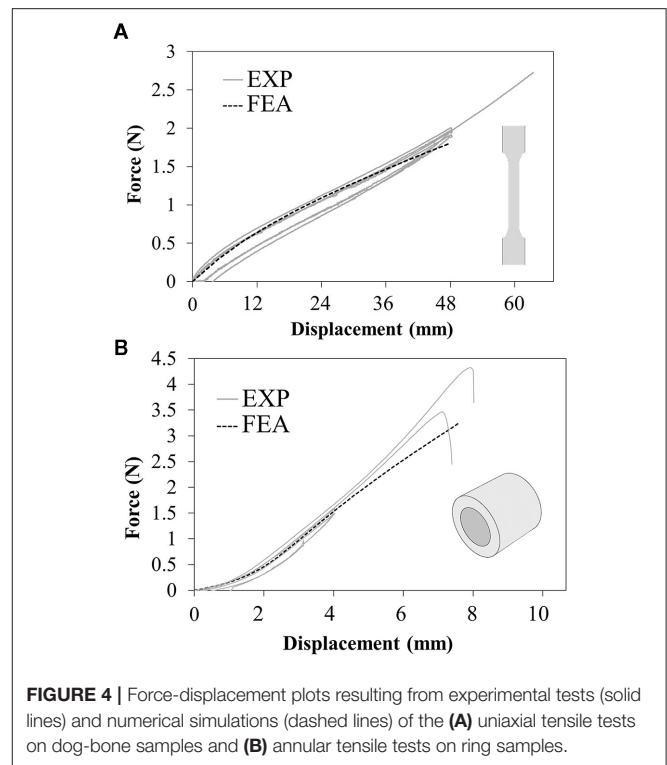 A
3
2.5
2
1.5
1
0.5
0
EXP
FEA
Force (N)
0 12 24 36 48 60
Displacement (mm)
B
4.5
4
3.5
3
2.5
2
1.5
1
0.5
0
EXP
FEA
Force (N)
0 2 4 6 8 10
Displacement (mm)
FIGURE 4 | Force-displacement plots resulting from experimental tests (solid
lines) and numerical simulations (dashed lines) of the (A) uniaxial tensile tests
on dog-bone samples and (B) annular tensile tests on ring samples.